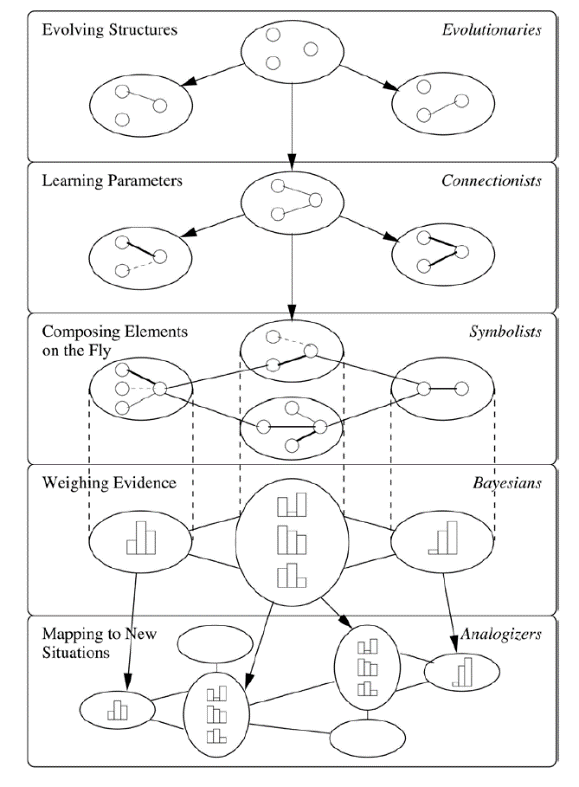 Evolving Structures
Evolutionaries
Learning Parameters
Connectionists
Composing Elements
on the Fly
Symbolists
Weighing Evidence
Bayesians
Mapping to New
Situations
Analogizers